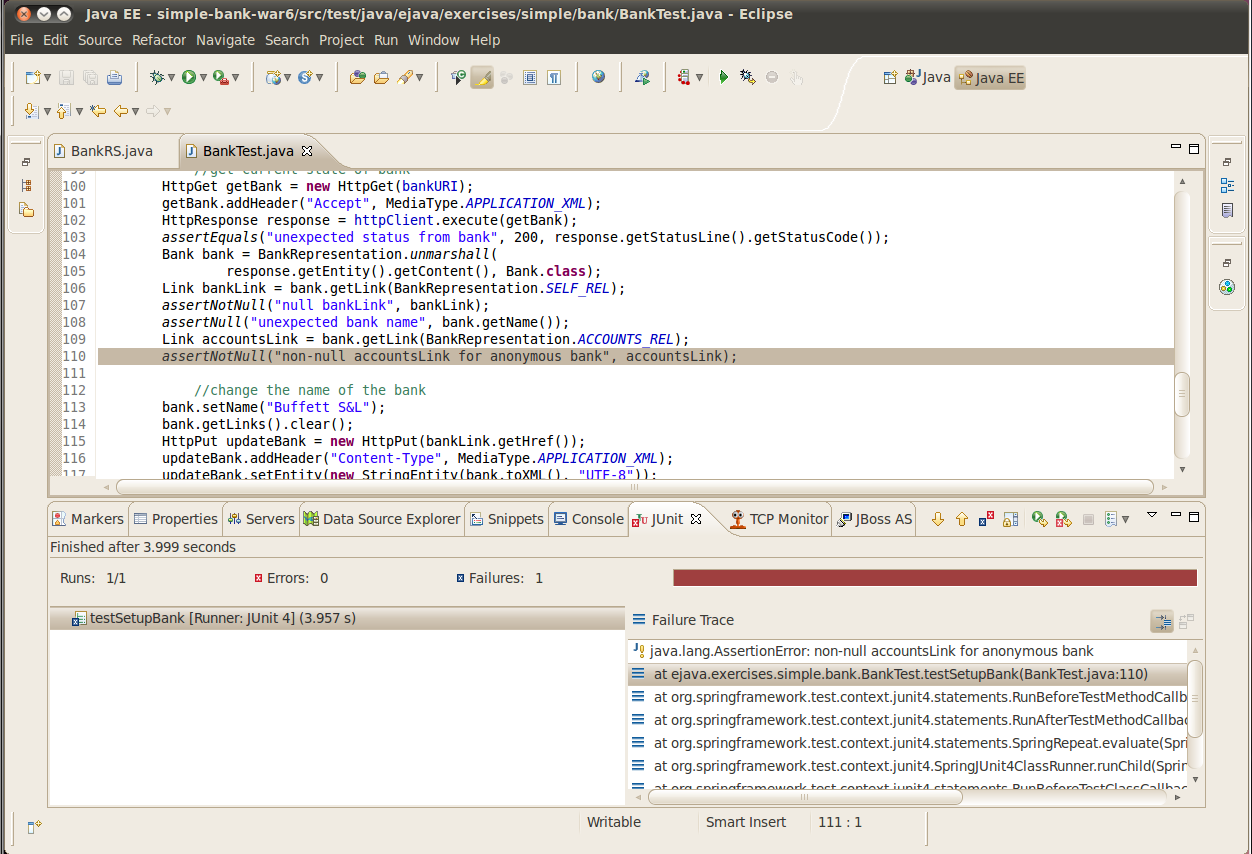 Java EE - simple-bank-war6/src/test/java/ejava/exercises/simple/bank/BankTest.java - Eclipse
File Edit Source Refactor Navigate Search Project Run Window Help
Java Java EE
BankRS.java BankTest.java
99 //get current state of bank
100 HttpGet getBank = new HttpGet(bankURI);
101 getBank.addHeader("Accept", MediaType.APPLICATION_XML);
102 HttpResponse response = httpClient.execute(getBank);
103 assertEquals("unexpected status from bank", 200, response.getStatusLine().getStatusCode());
104 Bank bank = BankRepresentation.unmarshall(
105 response.getEntity().getContent(), Bank.class);
106 Link bankLink = bank.getLink(BankRepresentation.SELF_REL);
107 assertNotNull("null bankLink", bankLink);
108 assertNull("unexpected bank name", bank.getName());
109 Link accountsLink = bank.getLink(BankRepresentation.ACCOUNTS_REL);
110 assertNotNull("non-null accountsLink for anonymous bank", accountsLink);
111
112 //change the name of the bank
113 bank.setName("Buffett S&L");
114 bank.getLinks().clear();
115 HttpPut updateBank = new HttpPut(bankLink.getHref());
116 updateBank.addHeader("Content-Type", MediaType.APPLICATION_XML);
117 updateBank.setEntity(new StringEntity(bank.toXML(), "UTF-8"));
Markers Properties Servers Data Source Explorer Snippets Console JUnit TCP Monitor JBoss AS
Finished after 3.999 seconds
Runs: 1/1 Errors: 0 Failures: 1
testSetupBank [Runner: JUnit 4] (3.957 s)
Failure Trace
java.lang.AssertionError: non-null accountsLink for anonymous bank
at ejava.exercises.simple.bank.BankTest.testSetupBank(BankTest.java:110)
at org.springframework.test.context.junit4.statements.RunBeforeTestMethodCallb
at org.springframework.test.context.junit4.statements.RunAfterTestMethodCallbac
at org.springframework.test.context.junit4.statements.SpringRepeat.evaluate(Spri
at org.springframework.test.context.junit4.SpringJUnit4ClassRunner.runChild(Sprin
at org.springframework.test.context.junit4.statements.RunBeforeTestClassCallbac
Writable Smart Insert 111 : 1